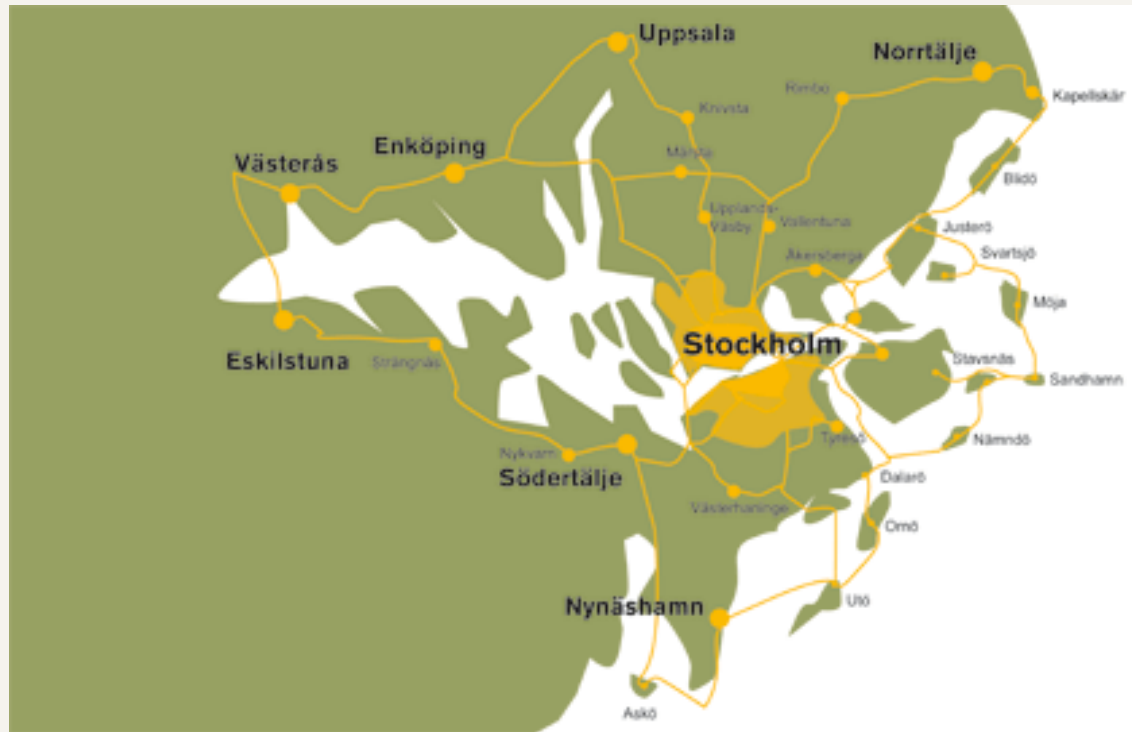 Uppsala
Norrtälje
Rimbo
Kapellskär
Knivsta
Enköping
Västerås
Märsta
Blidö
Upplands-
Väsby
Vallentuna
Justerö
Svartsjö
Åkersberga
Möja
Stockholm
Eskilstuna
Strängnäs
Stavsnäs
Sandhamn
Tyresö
Nämndö
Nykvarn
Södertälje
Dalarö
Västerhaninge
Ornö
Nynäshamn
Utö
Askö